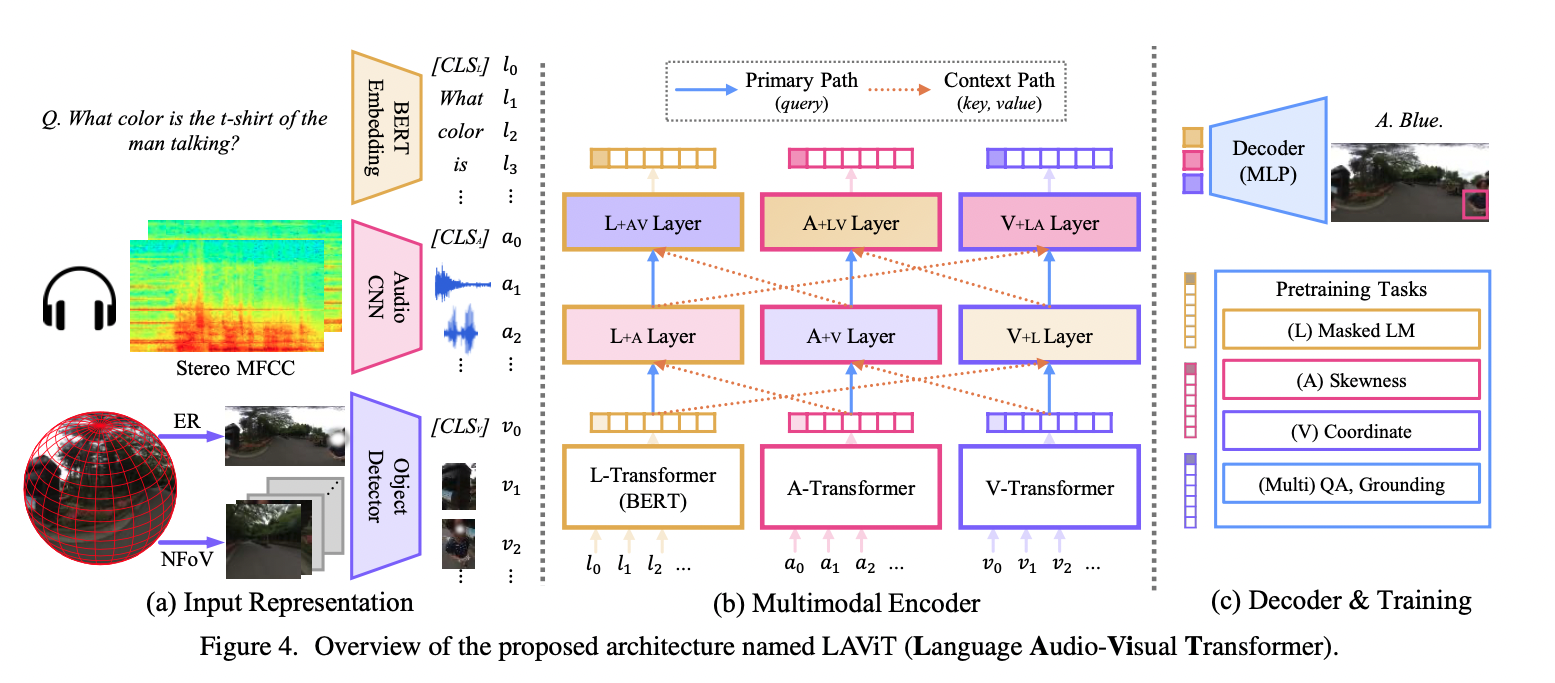 Q. What color is the t-shirt of the
man talking?
BERT
Embedding
[CLS_L] l_0
What l_1
color l_2
is l_3
⋮ ⋮
Stereo MFCC
Audio
CNN
[CLS_A] a_0
a_1
a_2
⋮ ⋮
ER
NFoV
Object
Detector
[CLS_V] v_0
v_1
v_2
⋮ ⋮
(a) Input Representation
Primary Path
(query)
Context Path
(key, value)
L+AV Layer
A+LV Layer
V+LA Layer
L+A Layer
A+V Layer
V+L Layer
L-Transformer
(BERT)
A-Transformer
V-Transformer
l_0 l_1 l_2 ...
a_0 a_1 a_2 ...
v_0 v_1 v_2 ...
(b) Multimodal Encoder
Decoder
(MLP)
A. Blue.
Pretraining Tasks
(L) Masked LM
(A) Skewness
(V) Coordinate
(Multi) QA, Grounding
(c) Decoder & Training
Figure 4. Overview of the proposed architecture named LAViT (Language Audio-Visual Transformer).